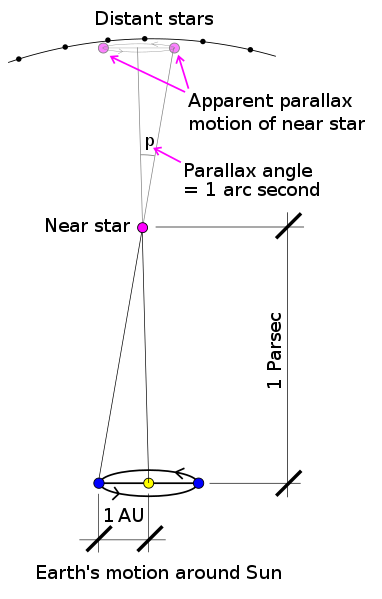 Distant stars
Apparent parallax
motion of near star
p
Parallax angle
= 1 arc second
Near star
1 Parsec
1 AU
Earth's motion around Sun